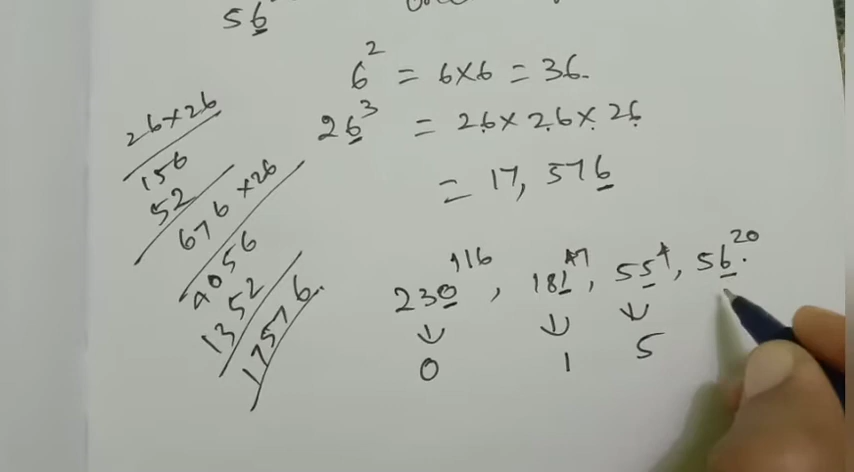 56
6² = 6×6 = 36.
26³ = 26× 26× 26
= 17, 576
26×26
156
52
676 ×26
4056
1352
17576.
230¹¹⁶, 181⁴⁷, 55⁴, 56²⁰.
↓ ↓ ↓
0 1 5